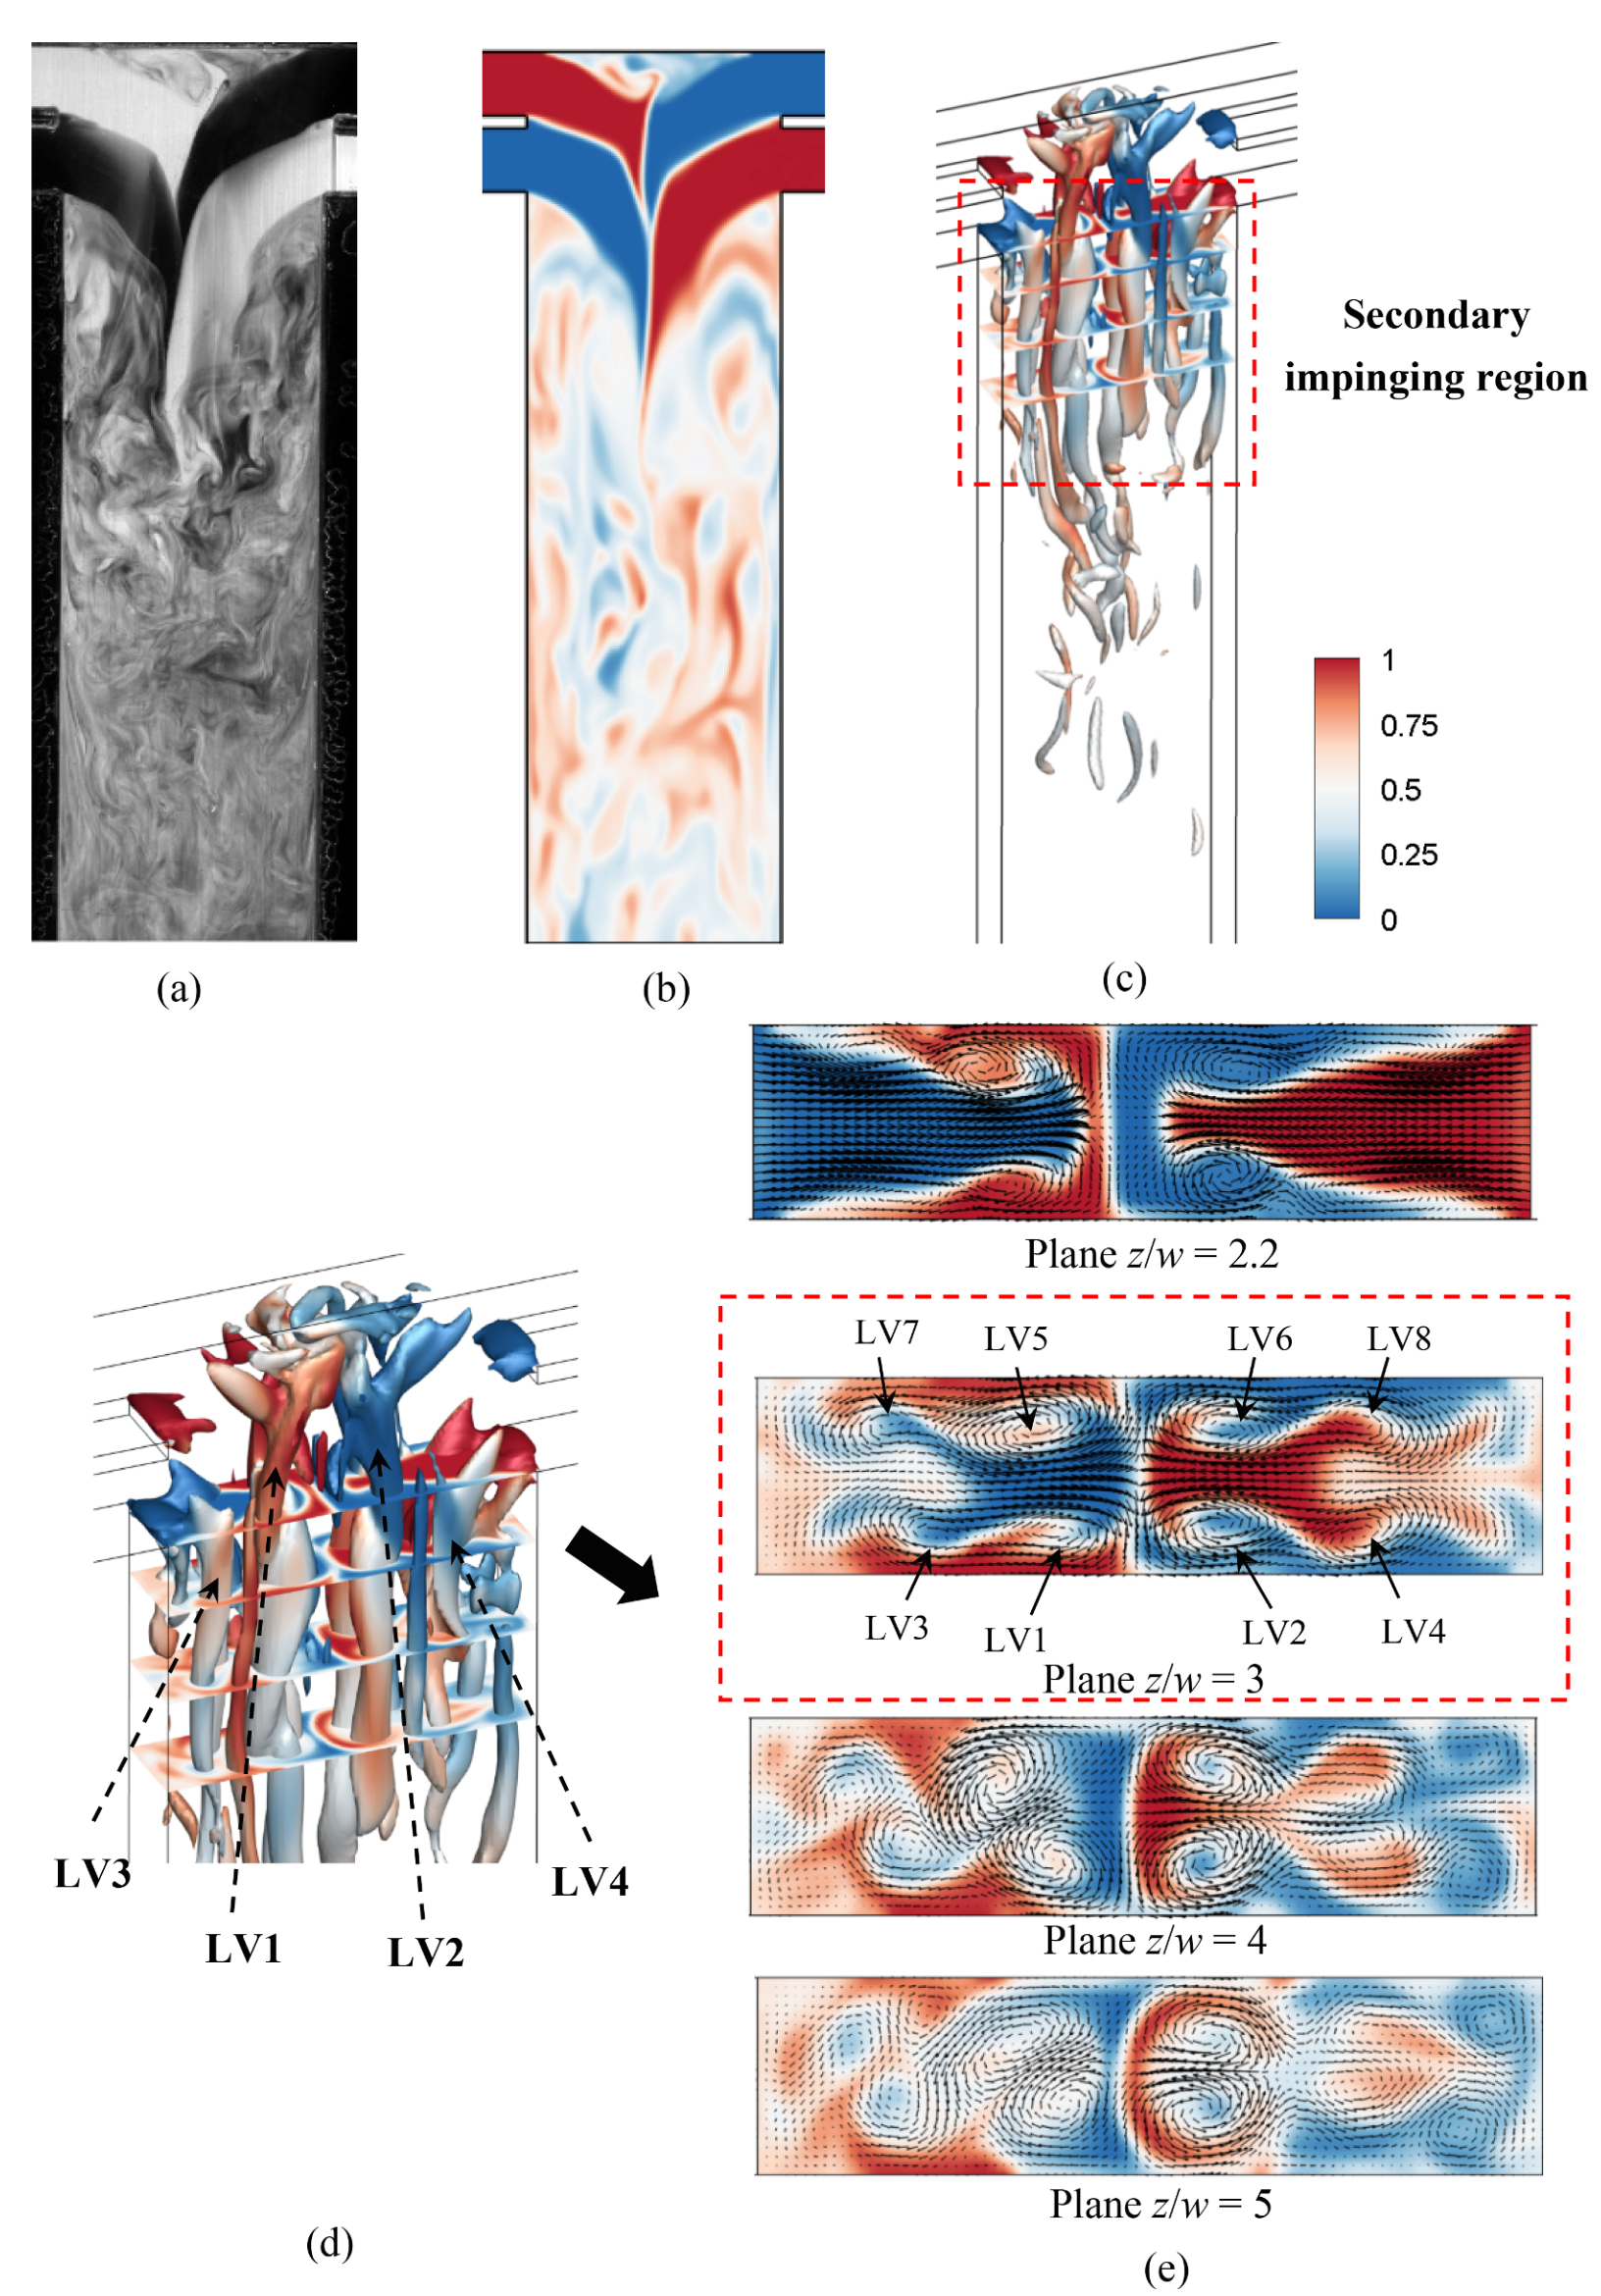 Secondary
impinging region
1
0.75
0.5
0.25
0
(a)
(b)
(c)
Plane z/w = 2.2
LV7
LV5
LV6
LV8
LV3
LV1
LV2
LV4
Plane z/w = 3
LV3
LV4
LV1
LV2
Plane z/w = 4
Plane z/w = 5
(d)
(e)